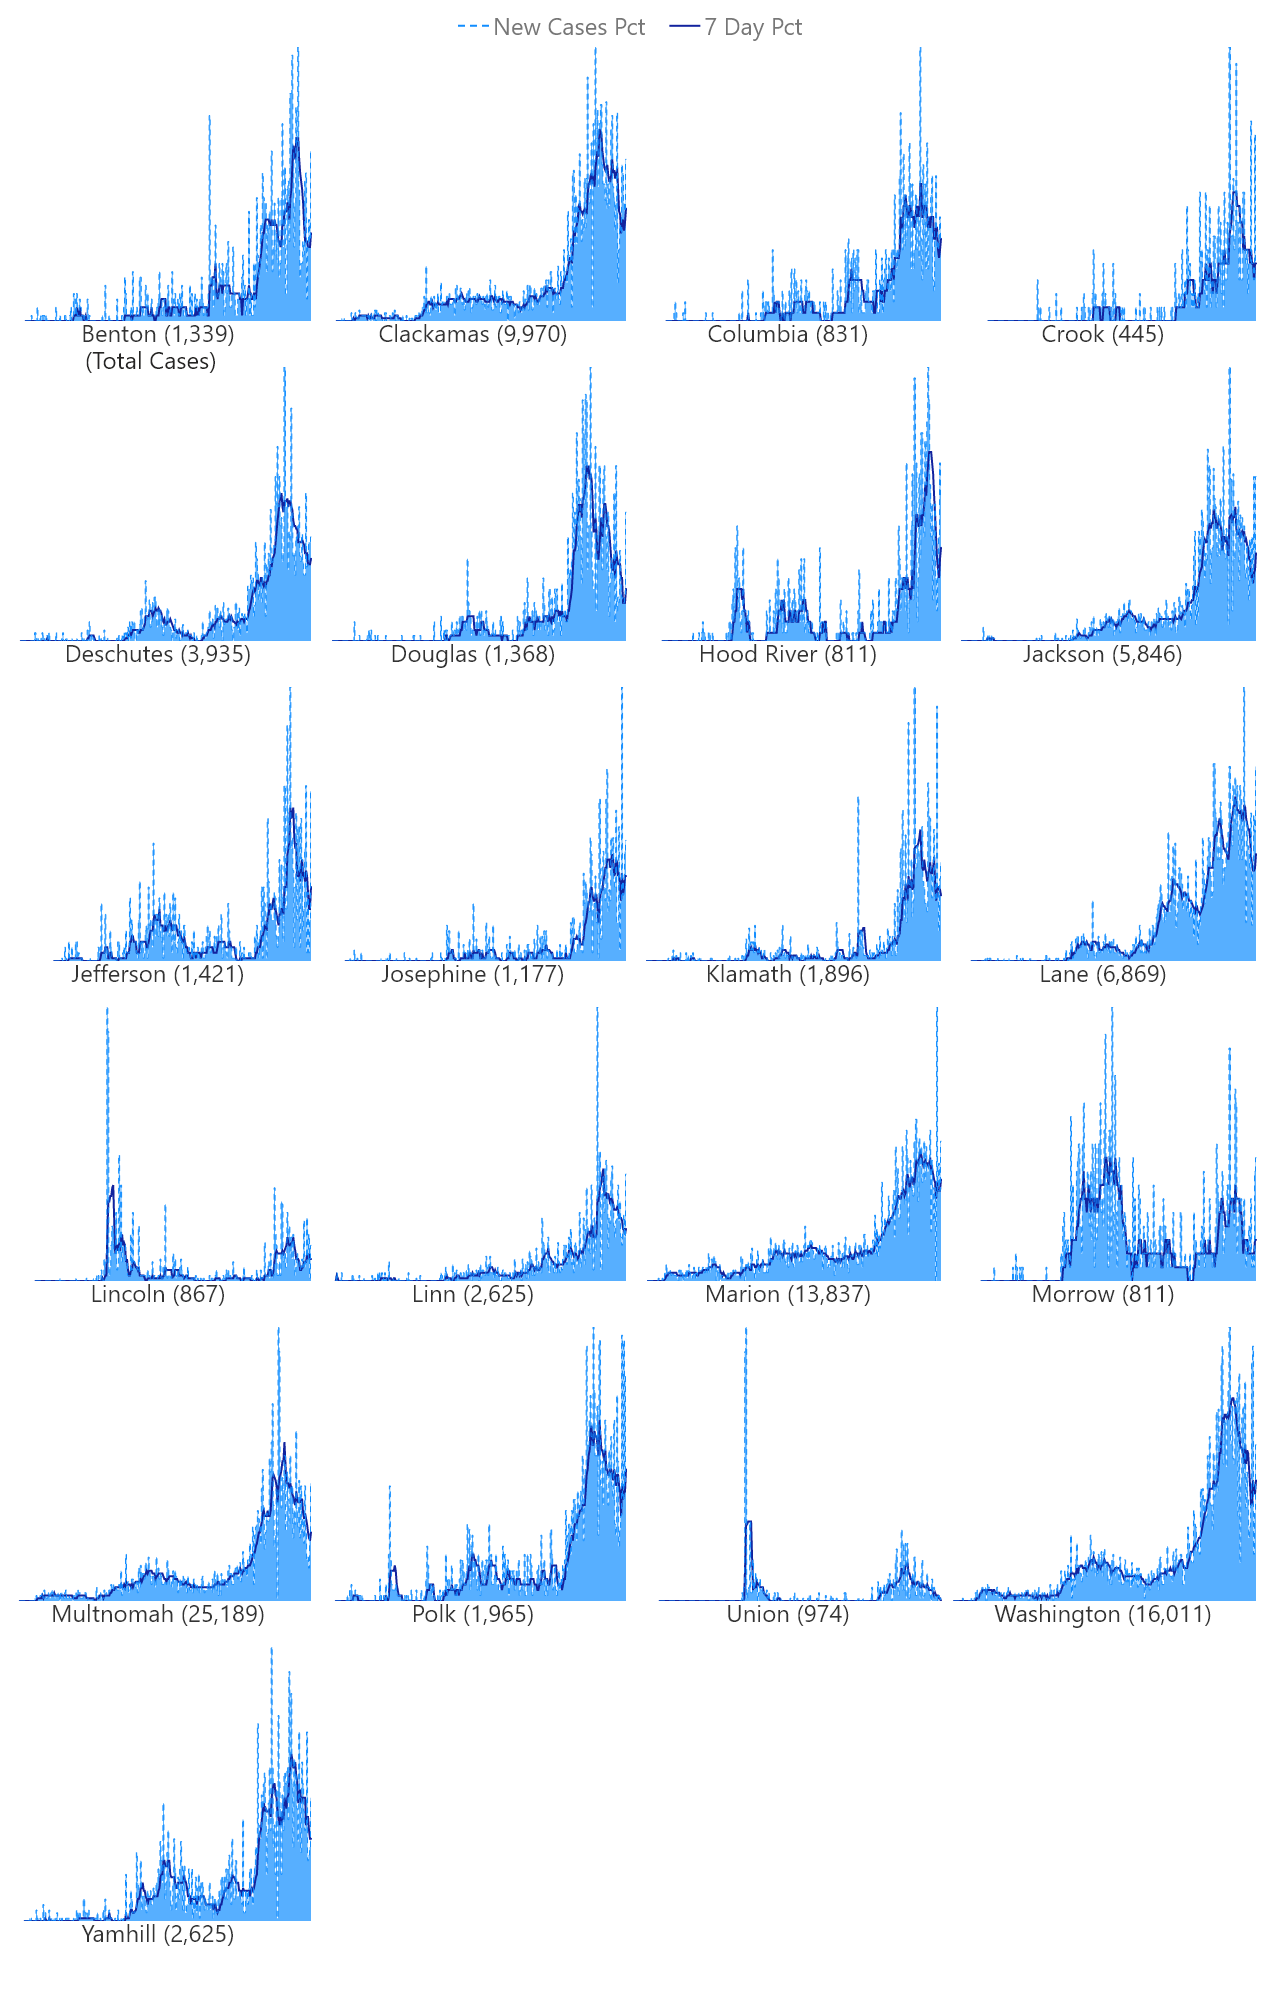 New Cases Pct 7 Day Pct
Benton (1,339) Clackamas (9,970) Columbia (831) Crook (445)
(Total Cases)
Deschutes (3,935) Douglas (1,368) Hood River (811) Jackson (5,846)
Jefferson (1,421) Josephine (1,177) Klamath (1,896) Lane (6,869)
Lincoln (867) Linn (2,625) Marion (13,837) Morrow (811)
Multnomah (25,189) Polk (1,965) Union (974) Washington (16,011)
Yamhill (2,625)